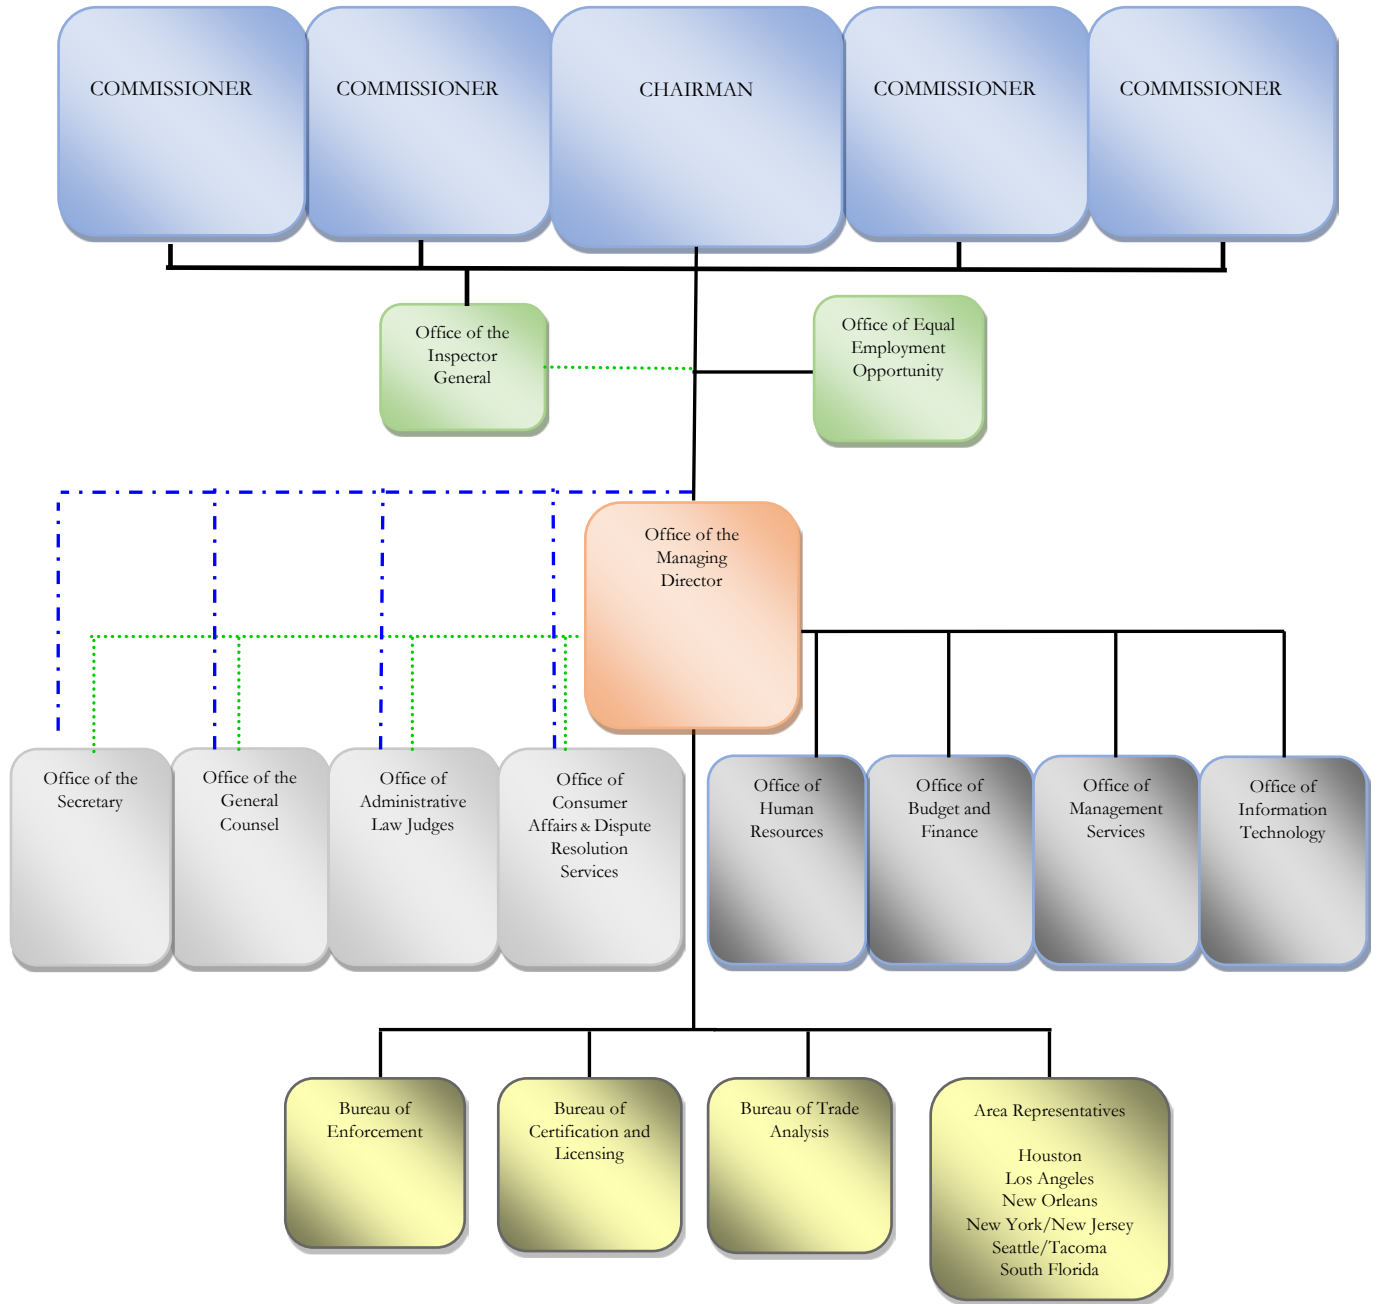 COMMISSIONER
COMMISSIONER
CHAIRMAN
COMMISSIONER
COMMISSIONER
Office of the
Inspector
General
Office of Equal
Employment
Opportunity
Office of the
Managing
Director
Office of the
Secretary
Office of the
General
Counsel
Office of
Administrative
Law Judges
Office of
Consumer
Affairs & Dispute
Resolution
Services
Office of
Human
Resources
Office of
Budget and
Finance
Office of
Management
Services
Office of
Information
Technology
Bureau of
Enforcement
Bureau of
Certification and
Licensing
Bureau of Trade
Analysis
Area Representatives
Houston
Los Angeles
New Orleans
New York/New Jersey
Seattle/Tacoma
South Florida